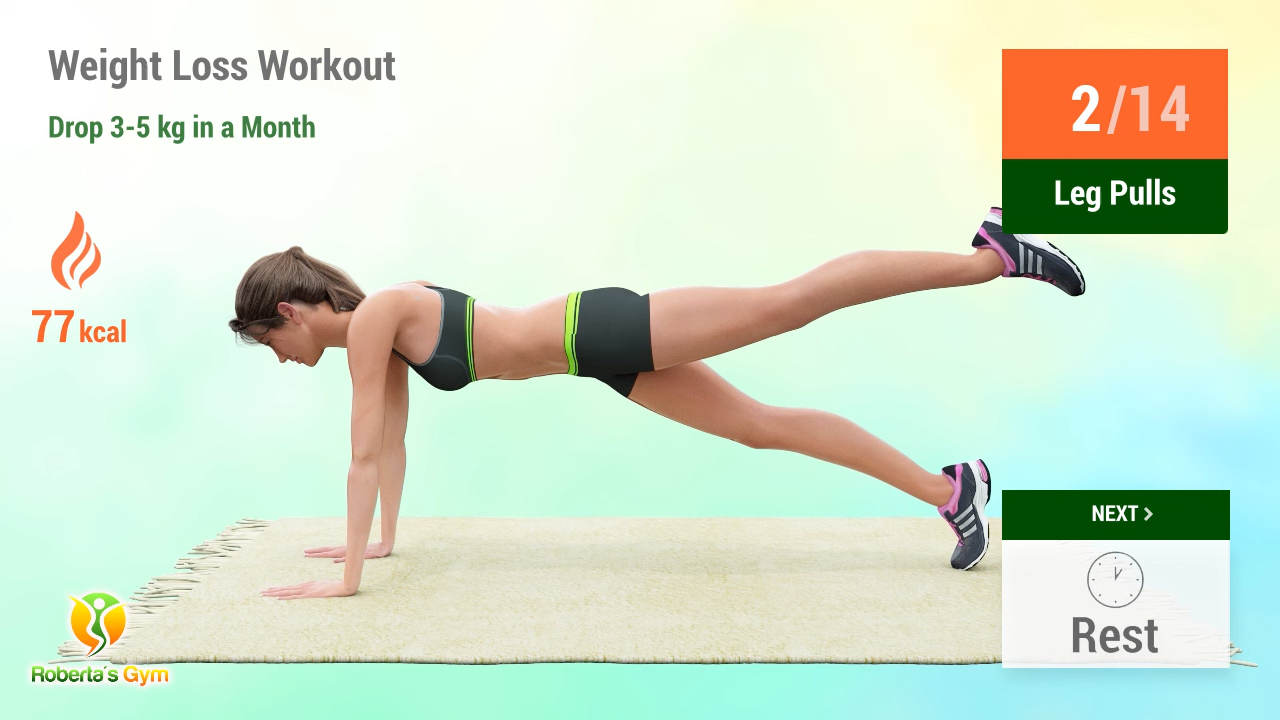 Weight Loss Workout
Drop 3-5 kg in a Month
2/14
Leg Pulls
77 kcal
NEXT >
Rest
Roberta´s Gym